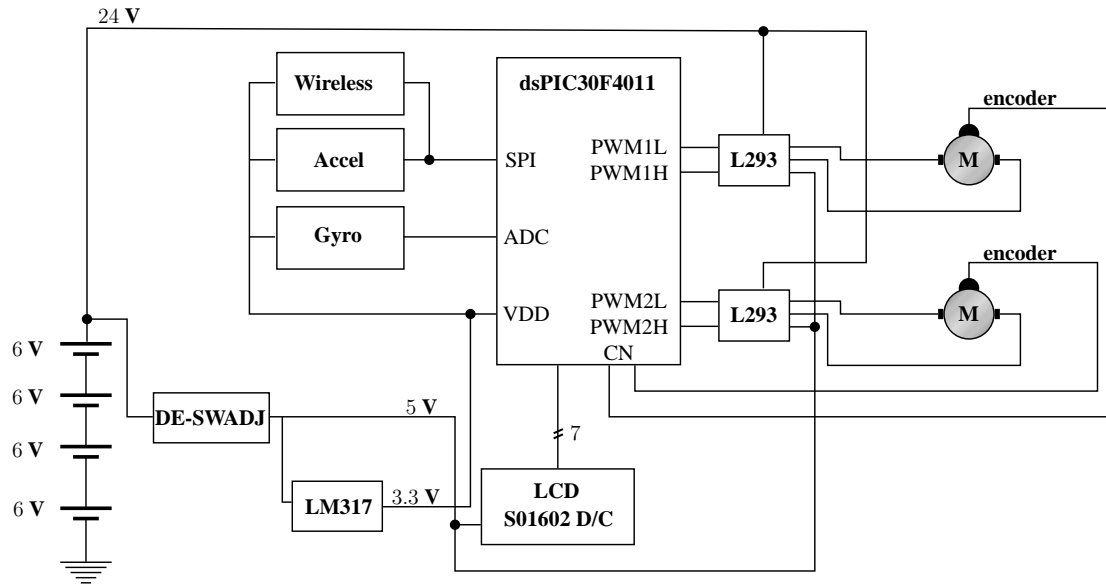 24 V
Wireless
dsPIC30F4011
encoder
PWM1L
L293
M
Accel
SPI
PWM1H
Gyro
ADC
encoder
PWM2L
L293
M
VDD
PWM2H
CN
6 V
6 V
DE-SWADJ
5 V
6 V
7
LM317
3.3 V
LCD
S01602 D/C
6 V